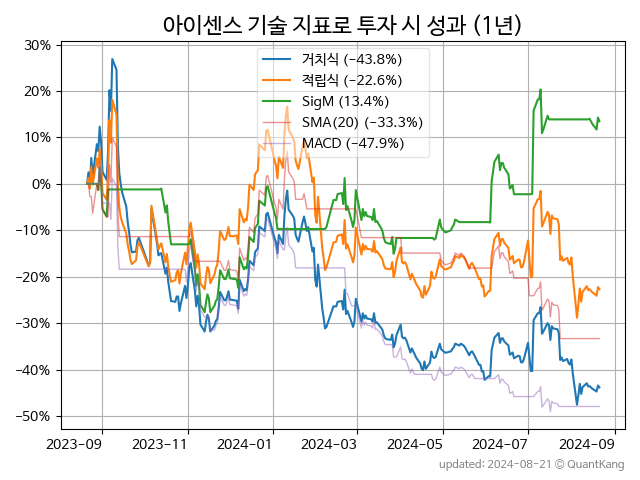 아이센스 기술 지표로 투자 시 성과 (1년)
거치식 (−43.8%)
적립식 (−22.6%)
SigM (13.4%)
SMA(20) (−33.3%)
MACD (−47.9%)
30%
20%
10%
0%
−10%
−20%
−30%
−40%
−50%
2023-09
2023-11
2024-01
2024-03
2024-05
2024-07
2024-09
updated: 2024-08-21 © QuantKang